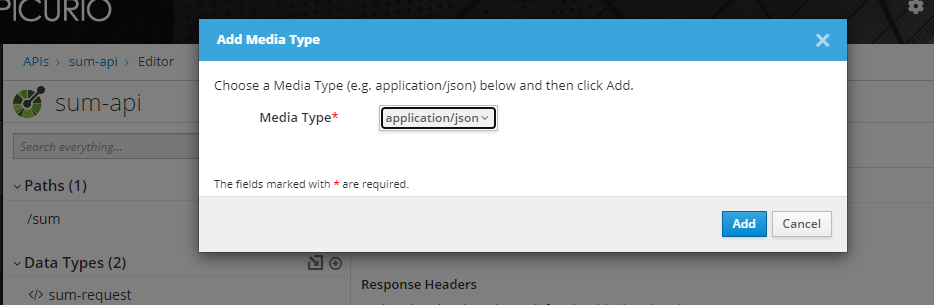 PICURIO
APIs > sum-api > Editor
sum-api
Search everything...
Paths (1)
/sum
Data Types (2)
</> sum-request
Add Media Type
Choose a Media Type (e.g. application/json) below and then click Add.
Media Type* application/json
The fields marked with * are required.
Add Cancel
Response Headers